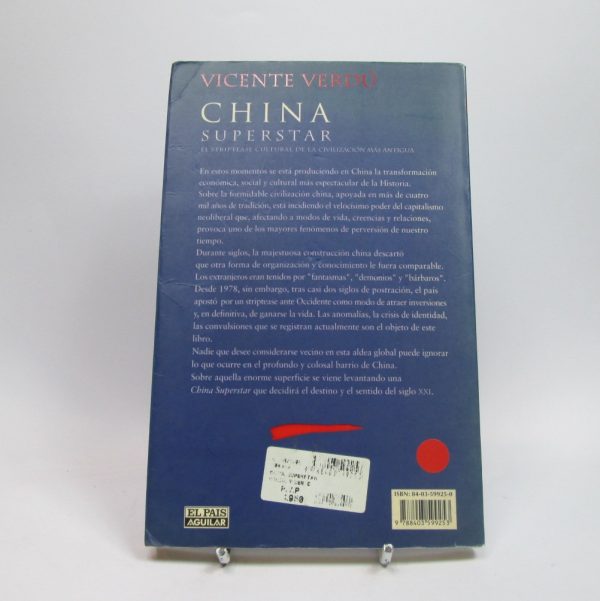 VICENTE VERDÚ
CHINA
SUPERSTAR
EL STRIPTEASE CULTURAL DE LA CIVILIZACIÓN MÁS ANTIGUA
En estos momentos se está produciendo en China la transformación
económica, social y cultural más espectacular de la Historia.
Sobre la formidable civilización china, apoyada en más de cuatro
mil años de tradición, está incidiendo el velocísimo poder del capitalismo
neoliberal que, afectando a modos de vida, creencias y relaciones,
provoca uno de los mayores fenómenos de perversión de nuestro
tiempo.
Durante siglos, la majestuosa construcción china descartó
que otra forma de organización y conocimiento le fuera comparable.
Los extranjeros eran tenidos por "fantasmas", "demonios" y "bárbaros".
Desde 1978, sin embargo, tras casi dos siglos de postración, el país
apostó por un striptease ante Occidente como modo de atraer inversiones
y, en definitiva, de ganarse la vida. Las anomalías, la crisis de identidad,
las convulsiones que se registran actualmente son el objeto de este
libro.
Nadie que desee considerarse vecino en esta aldea global puede ignorar
lo que ocurre en el profundo y colosal barrio de China.
Sobre aquella enorme superficie se viene levantando una
China Superstar que decidirá el destino y el sentido del siglo XXI.
SUPERSTAR
P.V.P
EL PAIS
AGUILAR
ISBN: 84-03-59925-0
9 788403 599253